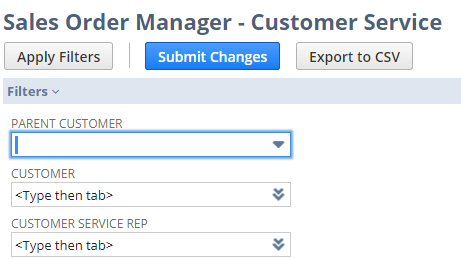 Sales Order Manager - Customer Service
Apply Filters Submit Changes Export to CSV
Filters
PARENT CUSTOMER
CUSTOMER
<Type then tab>
CUSTOMER SERVICE REP
<Type then tab>